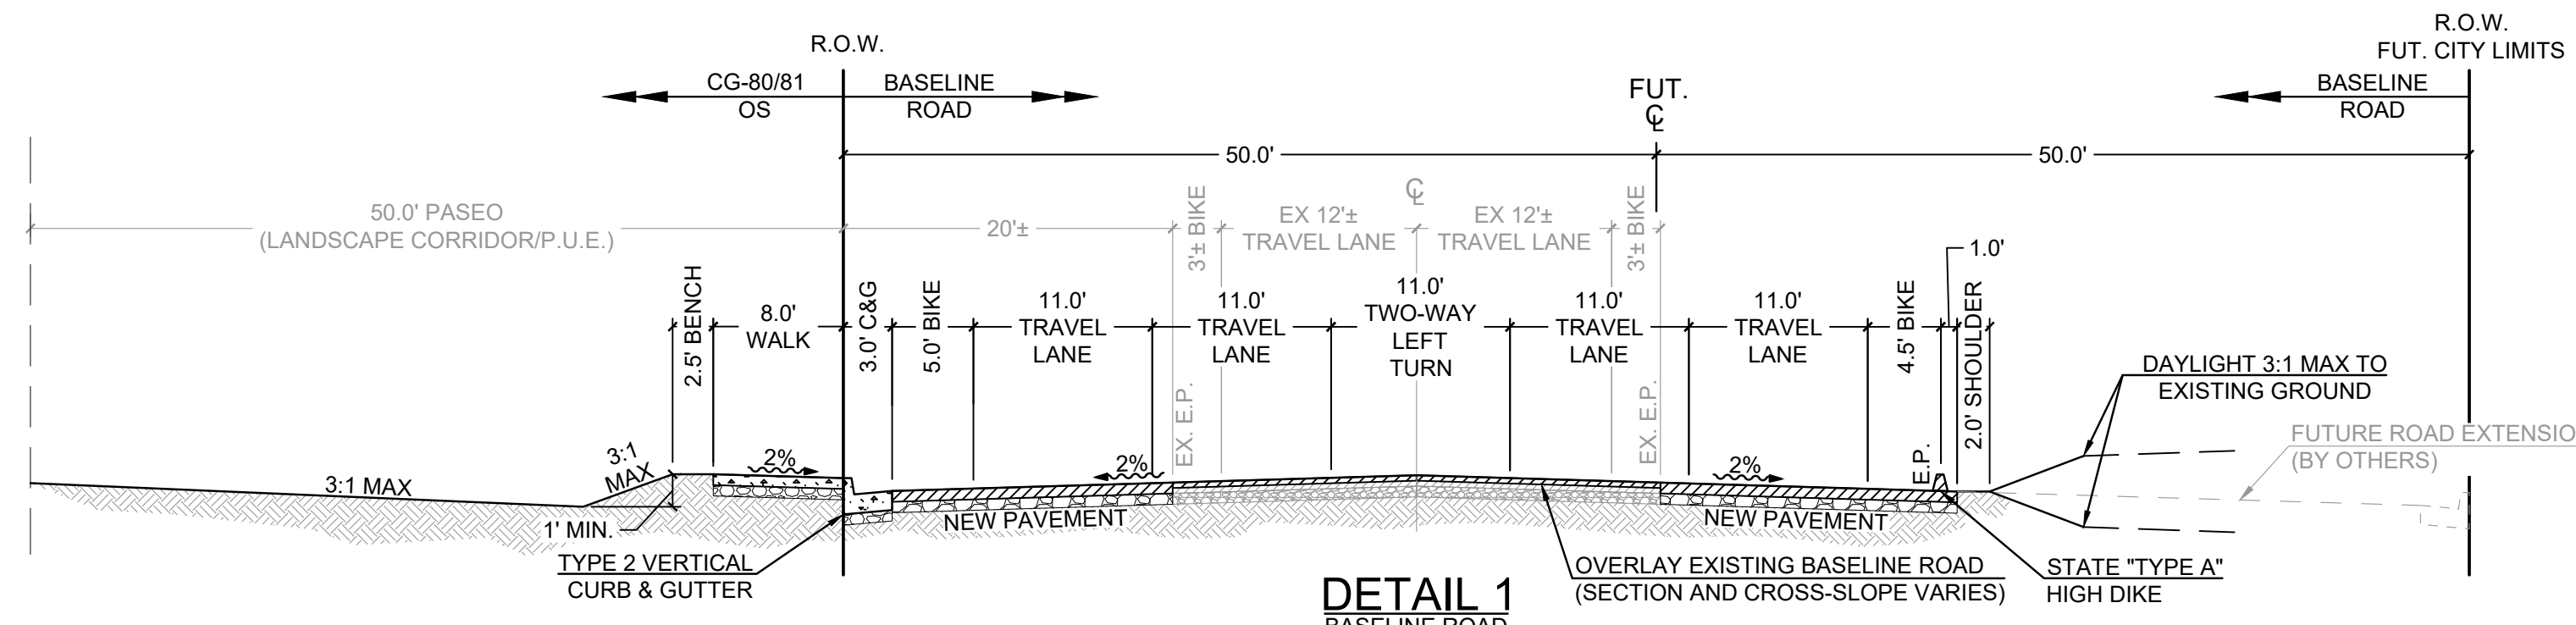 R.O.W.
FUT. CITY LIMITS
R.O.W.
CG-80/81
OS
BASELINE
ROAD
FUT.
℄
BASELINE
ROAD
50.0'
50.0'
50.0' PASEO
(LANDSCAPE CORRIDOR/P.U.E.)
20'±
3'± BIKE
EX 12'±
TRAVEL LANE
℄
EX 12'±
TRAVEL LANE
3'± BIKE
1.0'
2.5' BENCH
8.0'
WALK
3.0' C&G
5.0' BIKE
11.0'
TRAVEL
LANE
11.0'
TRAVEL
LANE
11.0'
TWO-WAY
LEFT
TURN
11.0'
TRAVEL
LANE
11.0'
TRAVEL
LANE
4.5' BIKE
2.0' SHOULDER
EX. E.P.
EX. E.P.
E.P.
DAYLIGHT 3:1 MAX TO
EXISTING GROUND
FUTURE ROAD EXTENSIO
(BY OTHERS)
3:1 MAX
3:1
MAX
2%
2%
2%
1' MIN.
NEW PAVEMENT
NEW PAVEMENT
TYPE 2 VERTICAL
CURB & GUTTER
OVERLAY EXISTING BASELINE ROAD
(SECTION AND CROSS-SLOPE VARIES)
STATE "TYPE A"
HIGH DIKE
DETAIL 1
BASELINE ROAD